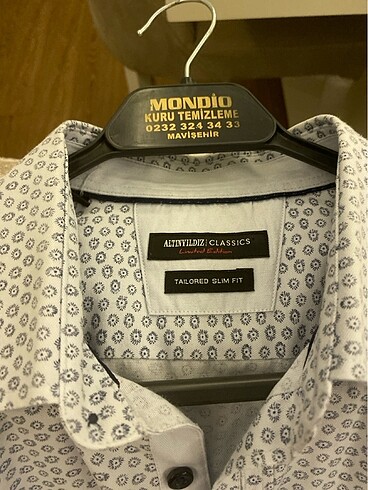 MONDİO
KURU TEMİZLEME
0232 324 34 33
MAVİŞEHİR
ALTINYILDIZ | CLASSICS
Limited Edition
TAILORED SLIM FIT